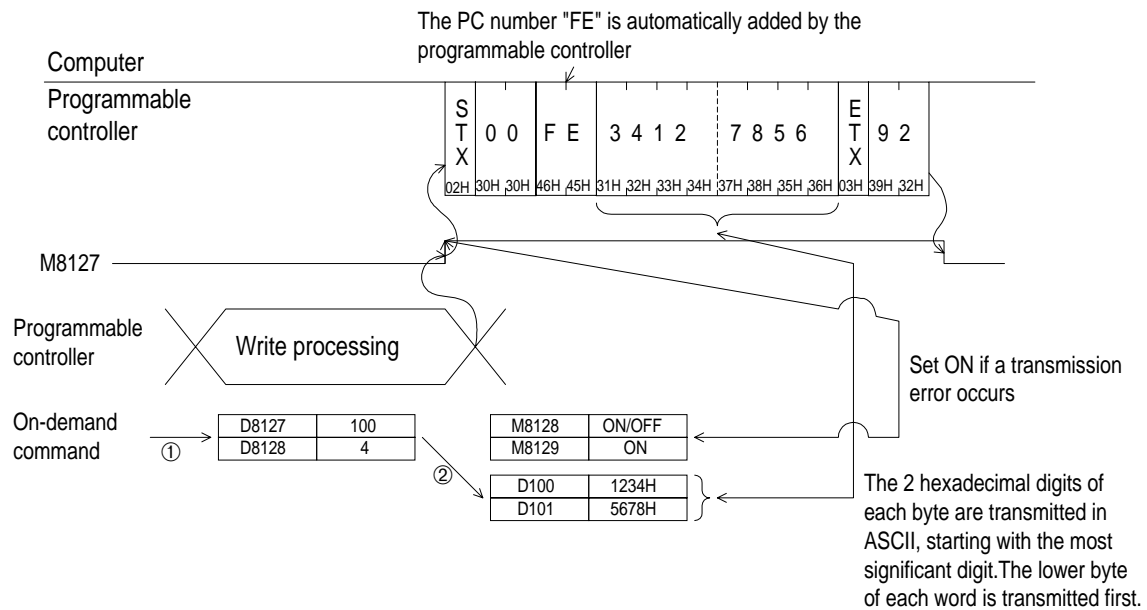 The PC number "FE" is automatically added by the
programmable controller
Computer
Programmable
controller
STX
0 0
F E
3 4 1 2
7 8 5 6
ETX
9 2
02H 30H 30H 46H 45H 31H 32H 33H 34H 37H 38H 35H 36H 03H 39H 32H
M8127
Programmable
controller
Write processing
Set ON if a transmission
error occurs
On-demand
command
①
D8127 100
D8128 4
②
M8128 ON/OFF
M8129 ON
D100 1234H
D101 5678H
The 2 hexadecimal digits of
each byte are transmitted in
ASCII, starting with the most
significant digit.The lower byte
of each word is transmitted first.